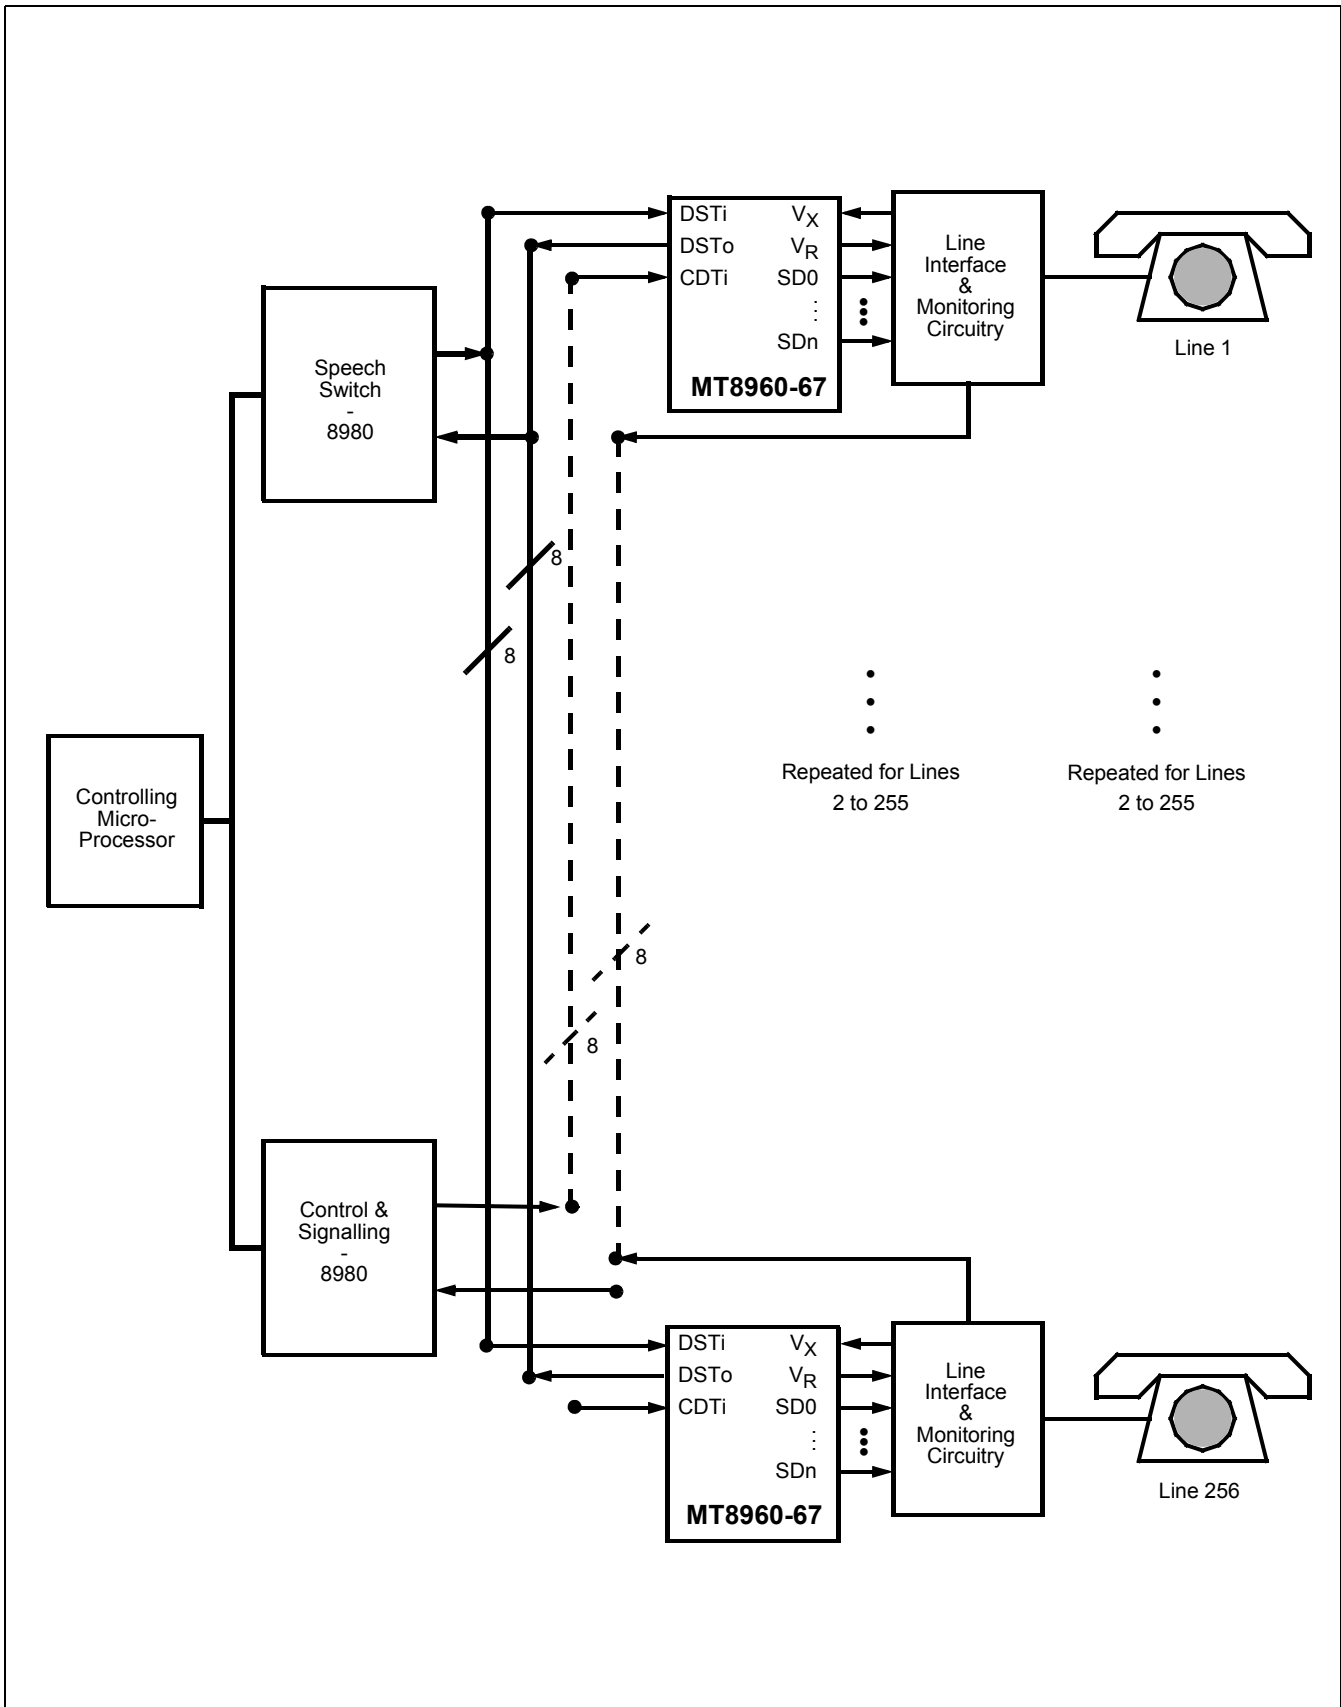 DSTi
DSTo
CDTi
VX
VR
SD0
SDn
MT8960-67
Line
Interface
&
Monitoring
Circuitry
Line 1
Speech
Switch
-
8980
8
8
Repeated for Lines
2 to 255
Repeated for Lines
2 to 255
Controlling
Micro-
Processor
8
8
Control &
Signalling
-
8980
DSTi
DSTo
CDTi
VX
VR
SD0
SDn
MT8960-67
Line
Interface
&
Monitoring
Circuitry
Line 256